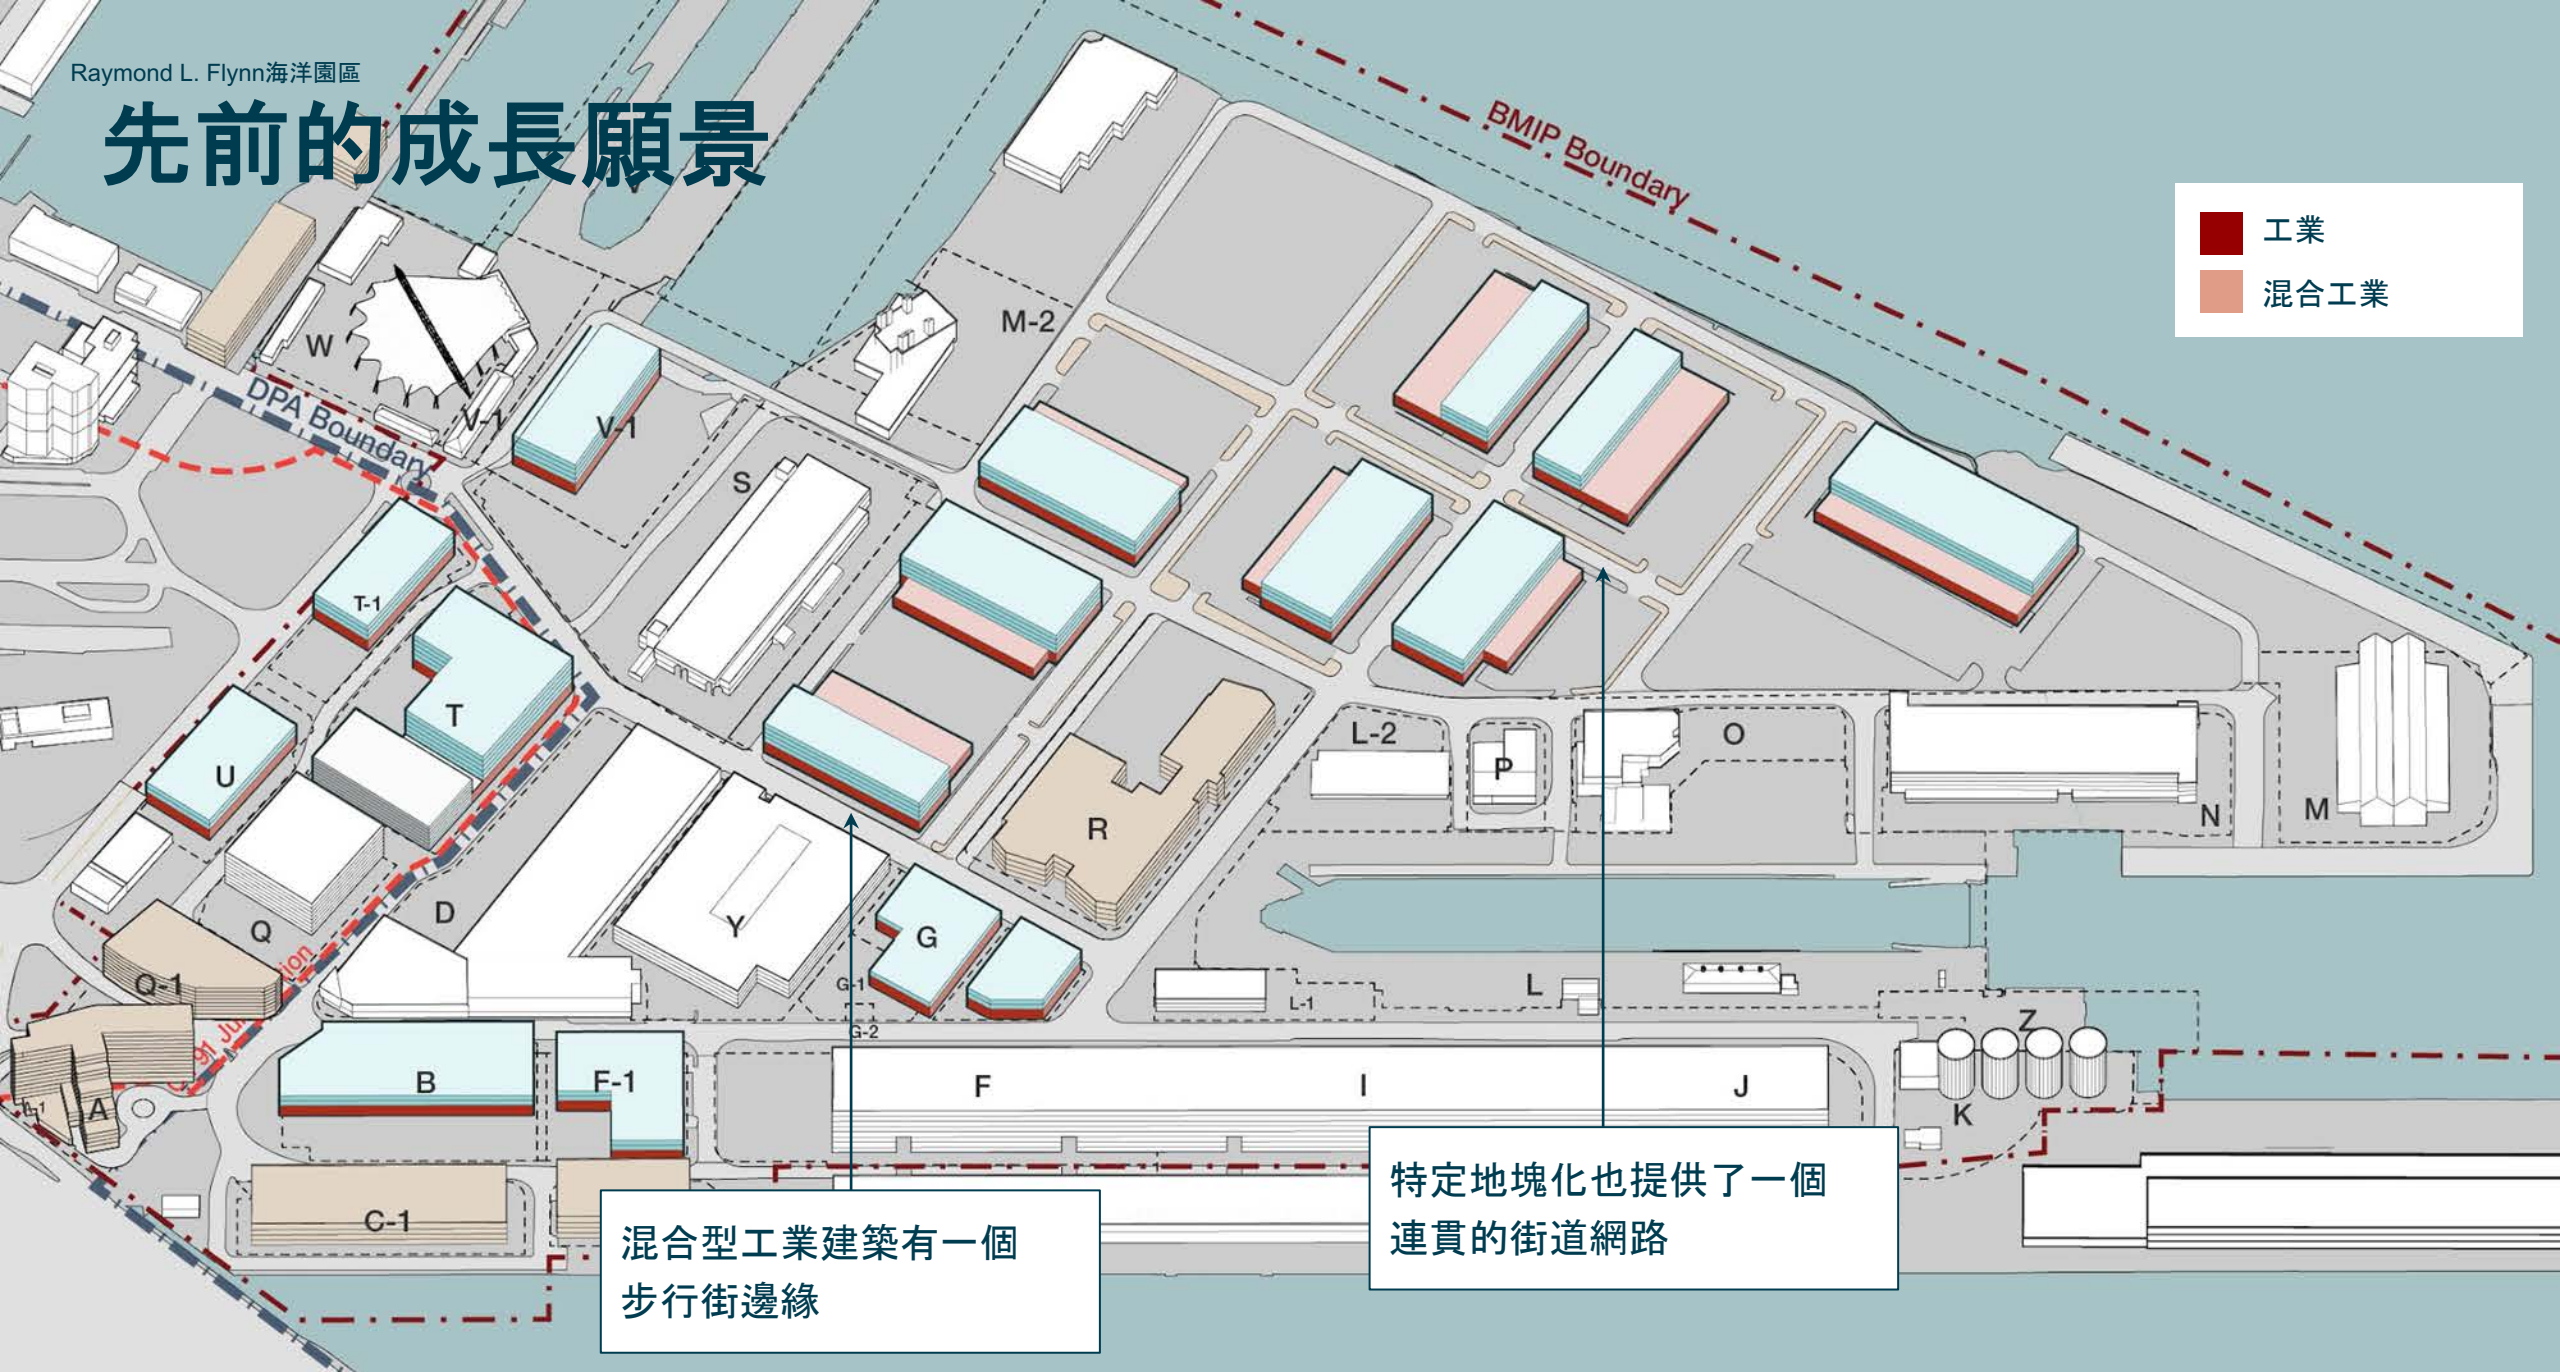 Raymond L. Flynn海洋園區
先前的成長願景
BMIP Boundary
工業
混合工業
M-2
W
DPA Boundary
V-1
V-1
S
T-1
T
U
L-2
O
P
N
M
R
D
Y
Q
G
Q-1
G-1
L
L-1
G-2
Z
B
F-1
F
I
J
K
A
C-1
特定地塊化也提供了一個
連貫的街道網路
混合型工業建築有一個
步行街邊緣